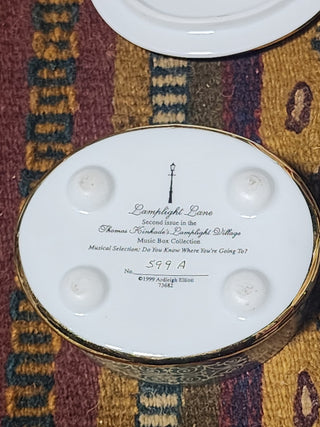 Lamplight Lane
Second issue in the
Thomas Kinkade's Lamplight Village
Music Box Collection
Musical Selection: Do You Know Where You're Going To?
No. 599 A
©1999 Ardleigh Elliott
73682